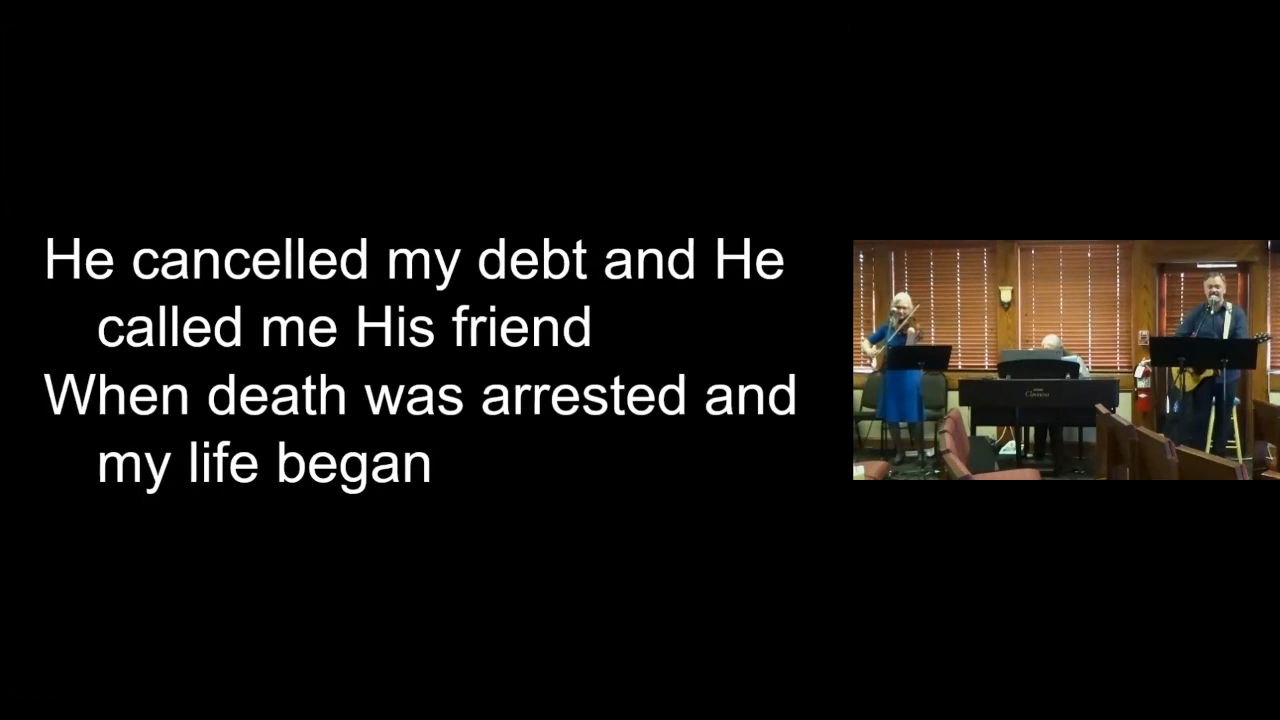 He cancelled my debt and He
called me His friend
When death was arrested and
my life began